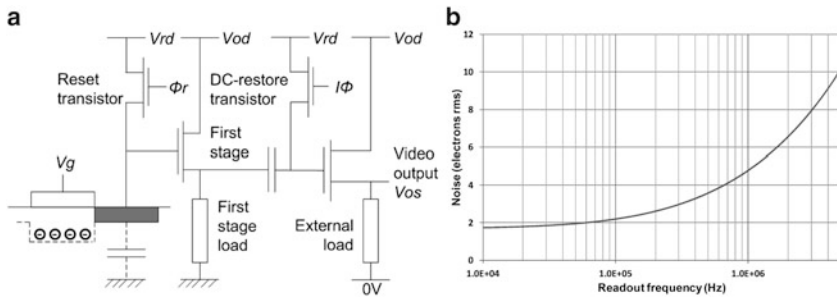 a
Vrd
Vod
Vrd
Vod
Reset
transistor
Φr
DC-restore
transistor
IΦ
First
stage
Vg
Video
output
Vos
First
stage
load
External
load
0V
b
Noise (electrons rms)
12
10
8
6
4
2
0
1.0E+04
1.0E+05
1.0E+06
Readout frequency (Hz)